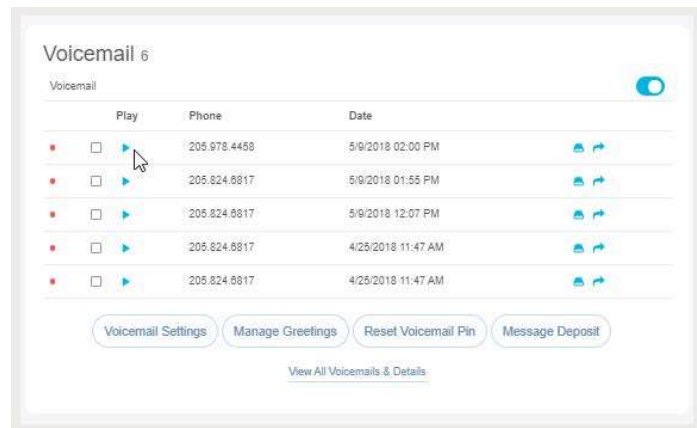 Voicemail 6
Voicemail
Play Phone Date
205.978.4458 5/9/2018 02:00 PM
205.824.6817 5/9/2018 01:55 PM
205.824.6817 5/9/2018 12:07 PM
205.824.6817 4/25/2018 11:47 AM
205.824.6817 4/25/2018 11:47 AM
Voicemail Settings Manage Greetings Reset Voicemail Pin Message Deposit
View All Voicemails & Details